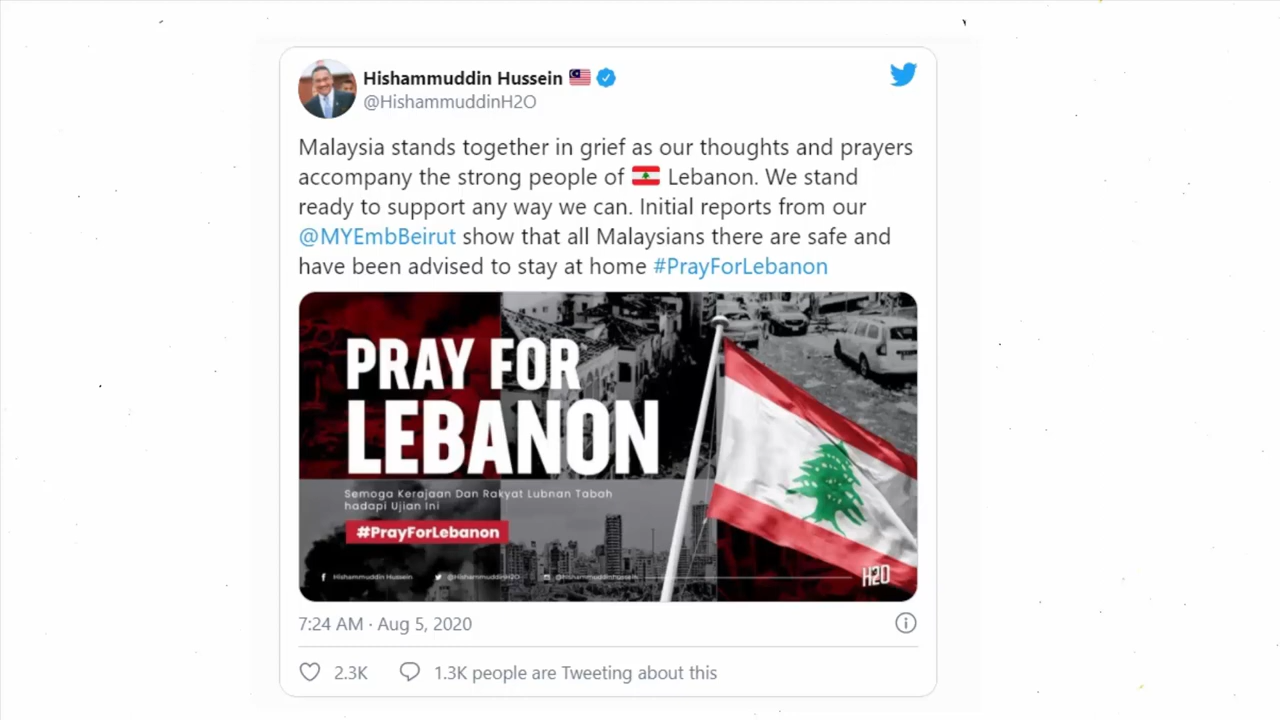 Hishammuddin Hussein
@HishammuddinH2O
Malaysia stands together in grief as our thoughts and prayers
accompany the strong people of Lebanon. We stand
ready to support any way we can. Initial reports from our
@MYEmbBeirut show that all Malaysians there are safe and
have been advised to stay at home #PrayForLebanon
PRAY FOR
LEBANON
Semoga Kerajaan Dan Rakyat Lubnan Tabah
hadapi Ujian Ini
#PrayForLebanon
Hishammuddin Hussein @HishammuddinH2O @hishammuddinhussein
H2O
7:24 AM · Aug 5, 2020
2.3K 1.3K people are Tweeting about this